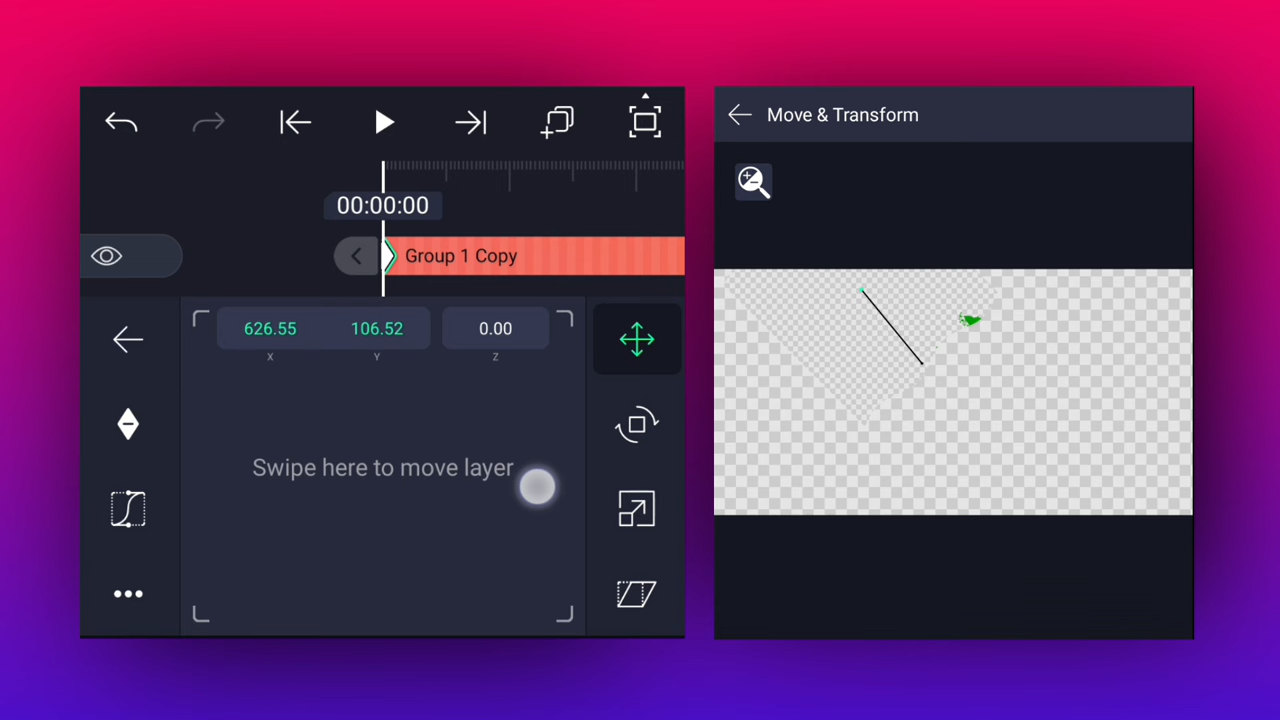 Move & Transform
00:00:00
Group 1 Copy
626.55 106.52 0.00
X Y Z
Swipe here to move layer